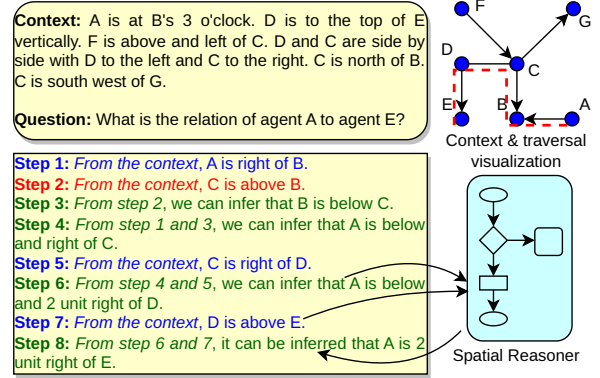 Context: A is at B's 3 o'clock. D is to the top of E
vertically. F is above and left of C. D and C are side by
side with D to the left and C to the right. C is north of B.
C is south west of G.
Question: What is the relation of agent A to agent E?
F
G
D
C
E
B
A
Context & traversal
visualization
Step 1: From the context, A is right of B.
Step 2: From the context, C is above B.
Step 3: From step 2, we can infer that B is below C.
Step 4: From step 1 and 3, we can infer that A is below
and right of C.
Step 5: From the context, C is right of D.
Step 6: From step 4 and 5, we can infer that A is below
and 2 unit right of D.
Step 7: From the context, D is above E.
Step 8: From step 6 and 7, it can be inferred that A is 2
unit right of E.
Spatial Reasoner